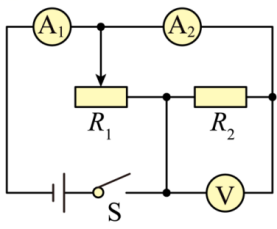 A₁ A₂
R₁ R₂
S V